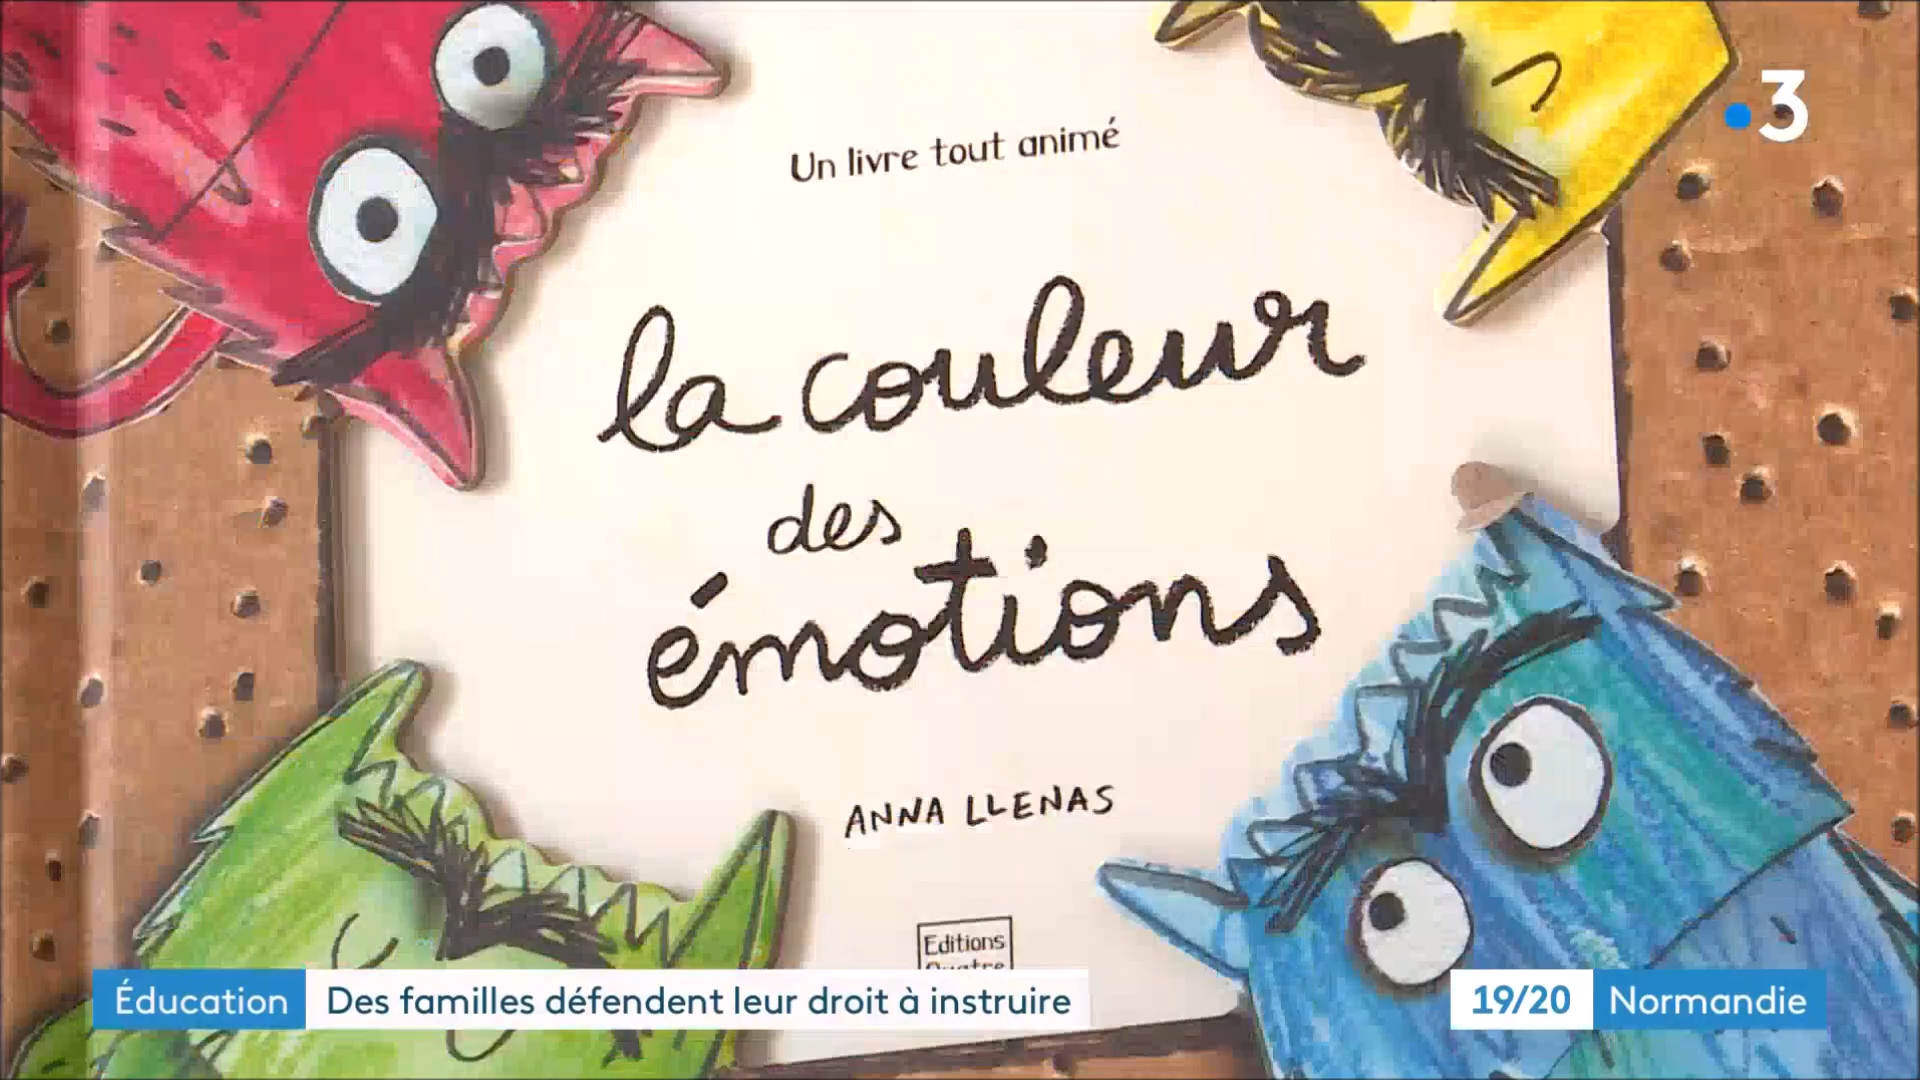 3
Un livre tout animé
la couleur
des
émotions
ANNA LLENAS
Editions
Quatre
Éducation Des familles défendent leur droit à instruire
19/20 Normandie